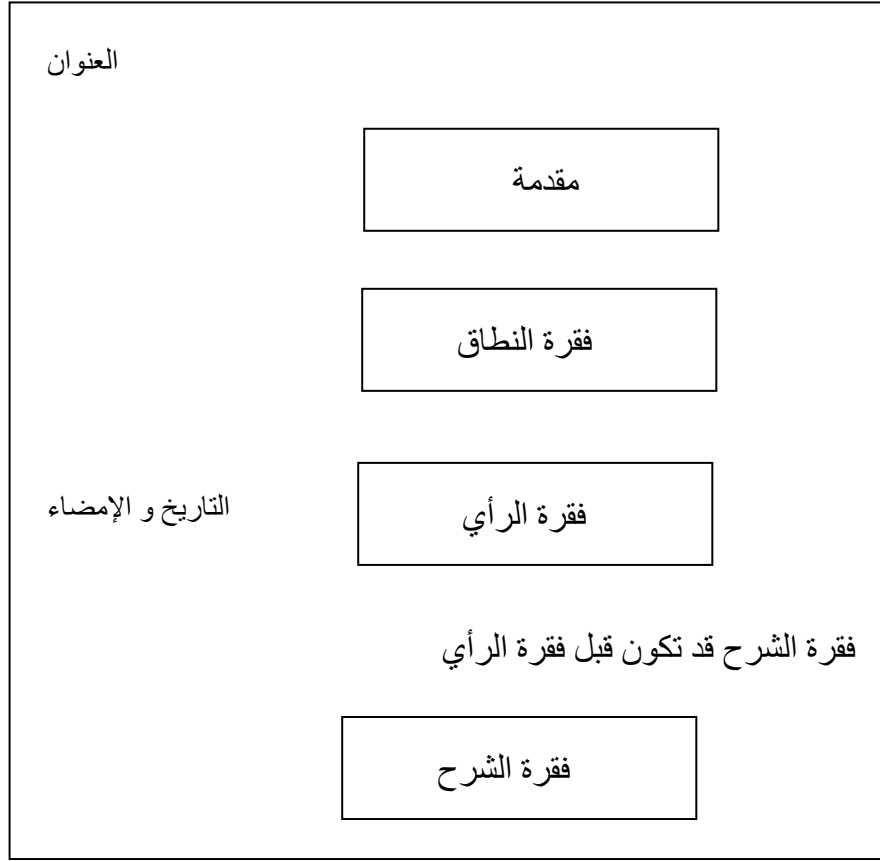 العنوان
مقدمة
فقرة النطاق
فقرة الرأي
التاريخ و الإمضاء
فقرة الشرح قد تكون قبل فقرة الرأي
فقرة الشرح